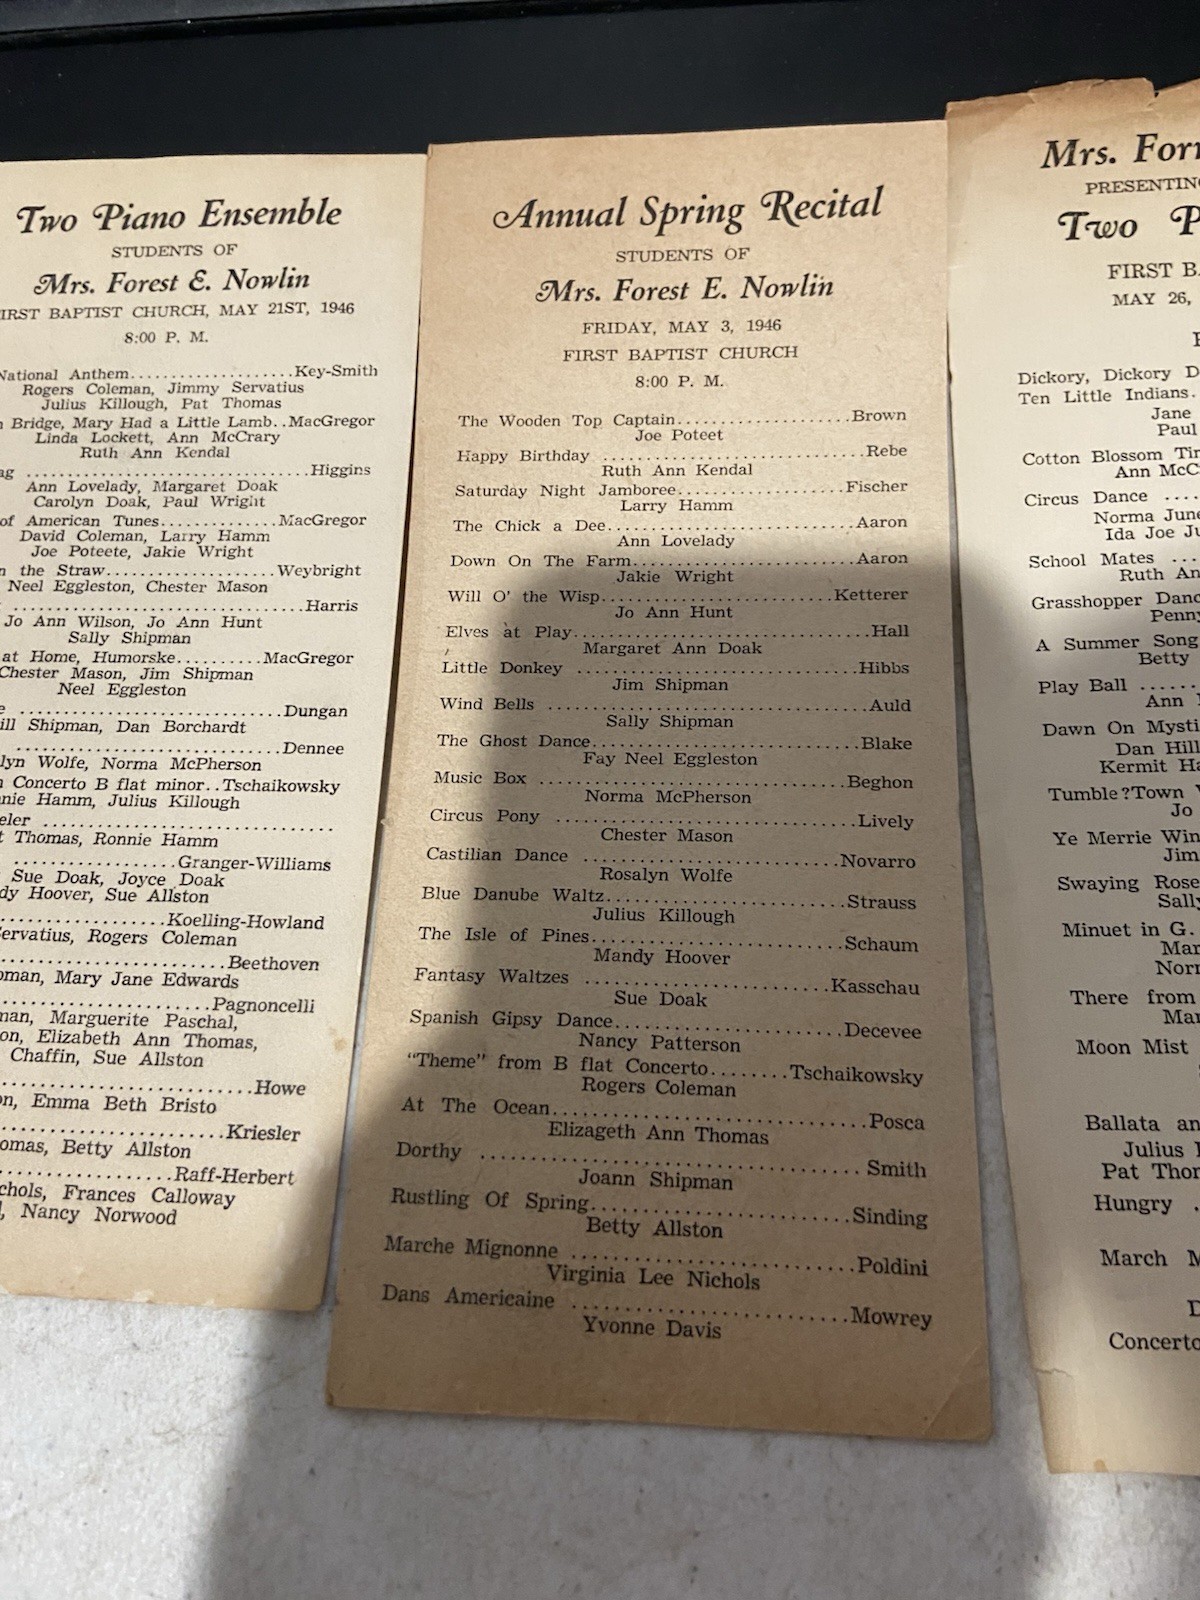 Two Piano Ensemble
STUDENTS OF
Mrs. Forest E. Nowlin
BAPTIST CHURCH, MAY 21ST, 1946
8:00 P. M.
Anthem....................Key-Smith
Rogers Coleman, Jimmy Servatius
Julius Killough, Pat Thomas
Bridge, Mary Had a Little Lamb..MacGregor
Linda Lockett, Ann McCrary
Ruth Ann Kendal
..............................Higgins
Ann Lovelady, Margaret Doak
Carolyn Doak, Paul Wright
of American Tunes.............MacGregor
David Coleman, Larry Hamm
Joe Poteete, Jakie Wright
the Straw...................Weybright
Neel Eggleston, Chester Mason
..............................Harris
Jo Ann Wilson, Jo Ann Hunt
Sally Shipman
at Home, Humorske..........MacGregor
Chester Mason, Jim Shipman
Neel Eggleston
..............................Dungan
Shipman, Dan Borchardt
..............................Dennee
Wolfe, Norma McPherson
Concerto B flat minor..Tschaikowsky
Hamm, Julius Killough
..............................
Thomas, Ronnie Hamm
..................Granger-Williams
Sue Doak, Joyce Doak
Hoover, Sue Allston
..................Koelling-Howland
Rogers Coleman
........................Beethoven
Mary Jane Edwards
........................Pagnoncelli
Marguerite Paschal,
Elizabeth Ann Thomas,
Chaffin, Sue Allston
..........................Howe
Emma Beth Bristo
........................Kriesler
Betty Allston
..................Raff-Herbert
Frances Calloway
Nancy Norwood
Annual Spring Recital
STUDENTS OF
Mrs. Forest E. Nowlin
FRIDAY, MAY 3, 1946
FIRST BAPTIST CHURCH
8:00 P. M.
The Wooden Top Captain.....................Brown
Joe Poteet
Happy Birthday ..............................Rebe
Ruth Ann Kendal
Saturday Night Jamboree....................Fischer
Larry Hamm
The Chick a Dee..............................Aaron
Ann Lovelady
Down On The Farm...........................Aaron
Jakie Wright
Will O' the Wisp...........................Ketterer
Jo Ann Hunt
Elves at Play................................Hall
Margaret Ann Doak
Little Donkey ................................Hibbs
Jim Shipman
Wind Bells ..................................Auld
Sally Shipman
The Ghost Dance..............................Blake
Fay Neel Eggleston
Music Box ..................................Beghon
Norma McPherson
Circus Pony .................................Lively
Chester Mason
Castilian Dance ............................Novarro
Rosalyn Wolfe
Blue Danube Waltz..........................Strauss
Julius Killough
The Isle of Pines...........................Schaum
Mandy Hoover
Fantasy Waltzes ...........................Kasschau
Sue Doak
Spanish Gipsy Dance........................Decevee
Nancy Patterson
"Theme" from B flat Concerto........Tschaikowsky
Rogers Coleman
At The Ocean................................Posca
Elizageth Ann Thomas
Dorthy ......................................Smith
Joann Shipman
Rustling Of Spring...........................Sinding
Betty Allston
Marche Mignonne ............................Poldini
Virginia Lee Nichols
Dans Americaine ............................Mowrey
Yvonne Davis
Mrs.
PRESENTING
Two
FIRST
MAY 26,
Dickory, Dickory
Ten Little Indians.
Jane
Paul
Cotton Blossom
Ann
Circus Dance ....
Norma June
Ida Joe
School Mates ...
Ruth
Grasshopper
Penny
A Summer Song
Betty
Play Ball ......
Ann
Dawn On
Dan
Kermit
Tumble?Town
Jo
Ye Merrie
Jim
Swaying
Sally
Minuet in G.
There from
Moon Mist
Ballata
Julius
Pat
Hungry .
March
Concerto